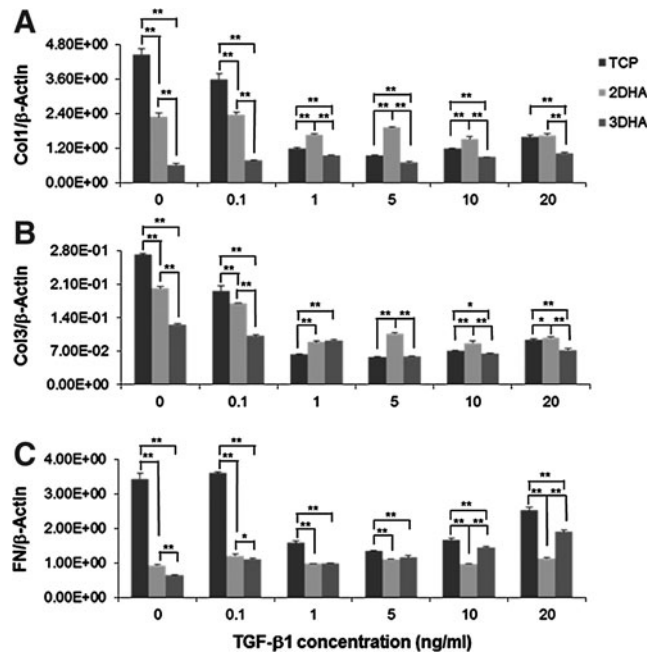 A
Col1/β-Actin
4.80E+00
3.60E+00
2.40E+00
1.20E+00
0.00E+00
** ** ** ** ** ** ** ** ** ** ** ** ** ** ** ** ** **
0 0.1 1 5 10 20
TCP
2DHA
3DHA
B
Col3/β-Actin
2.80E-01
2.10E-01
1.40E-01
7.00E-02
0.00E+00
** ** ** ** ** ** ** ** ** ** * ** ** ** * **
0 0.1 1 5 10 20
C
FN/β-Actin
4.00E+00
3.00E+00
2.00E+00
1.00E+00
0.00E+00
** ** ** ** ** * ** ** ** ** ** ** ** ** ** **
0 0.1 1 5 10 20
TGF-β1 concentration (ng/ml)